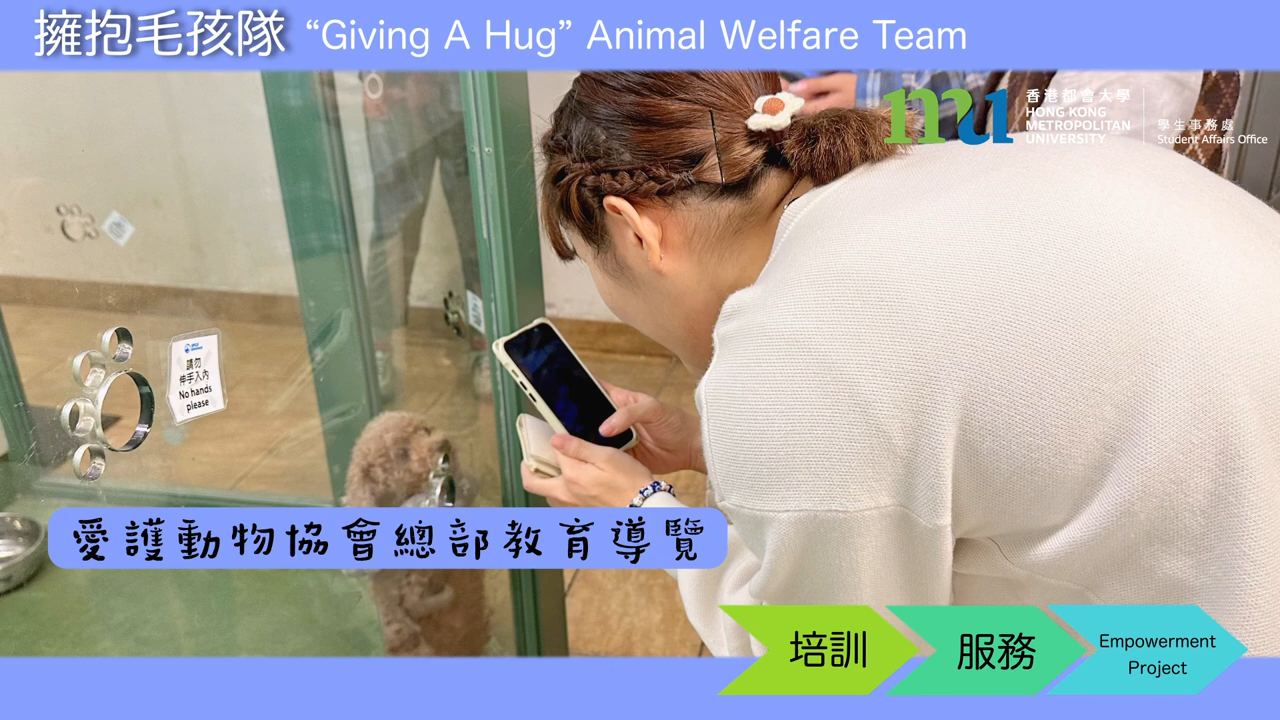 擁抱毛孩隊 “Giving A Hug” Animal Welfare Team
香港都會大學
HONG KONG
METROPOLITAN
UNIVERSITY
學生事務處
Student Affairs Office
請勿
伸手入內
No hands
please
愛護動物協會總部教育導覽
培訓
服務
Empowerment
Project